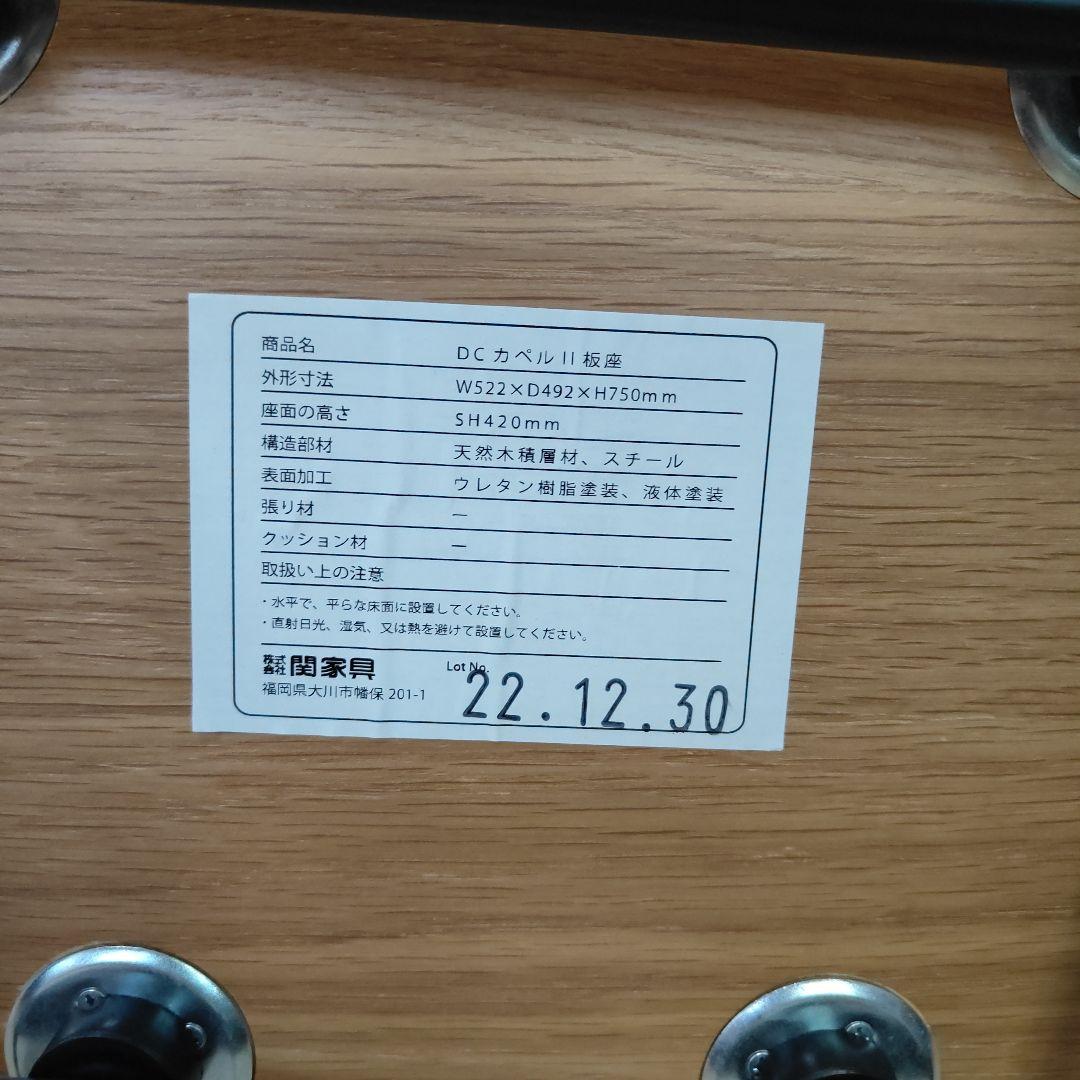 商品名 DCカペルII板座
外形寸法 W522×D492×H750mm
座面の高さ SH420mm
構造部材 天然木積層材、スチール
表面加工 ウレタン樹脂塗装、液体塗装
張り材 —
クッション材 —
取扱い上の注意
・水平で、平らな床面に設置してください。
・直射日光、湿気、又は熱を避けて設置してください。
株式会社 関家具 Lot No. 22.12.30
福岡県大川市幡保 201-1